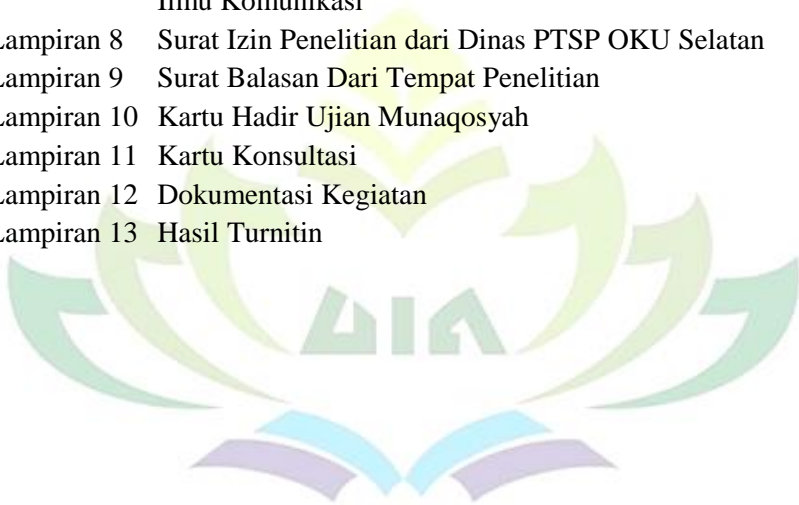 Ilmu Komunikasi
Lampiran 8 Surat Izin Penelitian dari Dinas PTSP OKU Selatan
Lampiran 9 Surat Balasan Dari Tempat Penelitian
Lampiran 10 Kartu Hadir Ujian Munaqosyah
Lampiran 11 Kartu Konsultasi
Lampiran 12 Dokumentasi Kegiatan
Lampiran 13 Hasil Turnitin
UIN